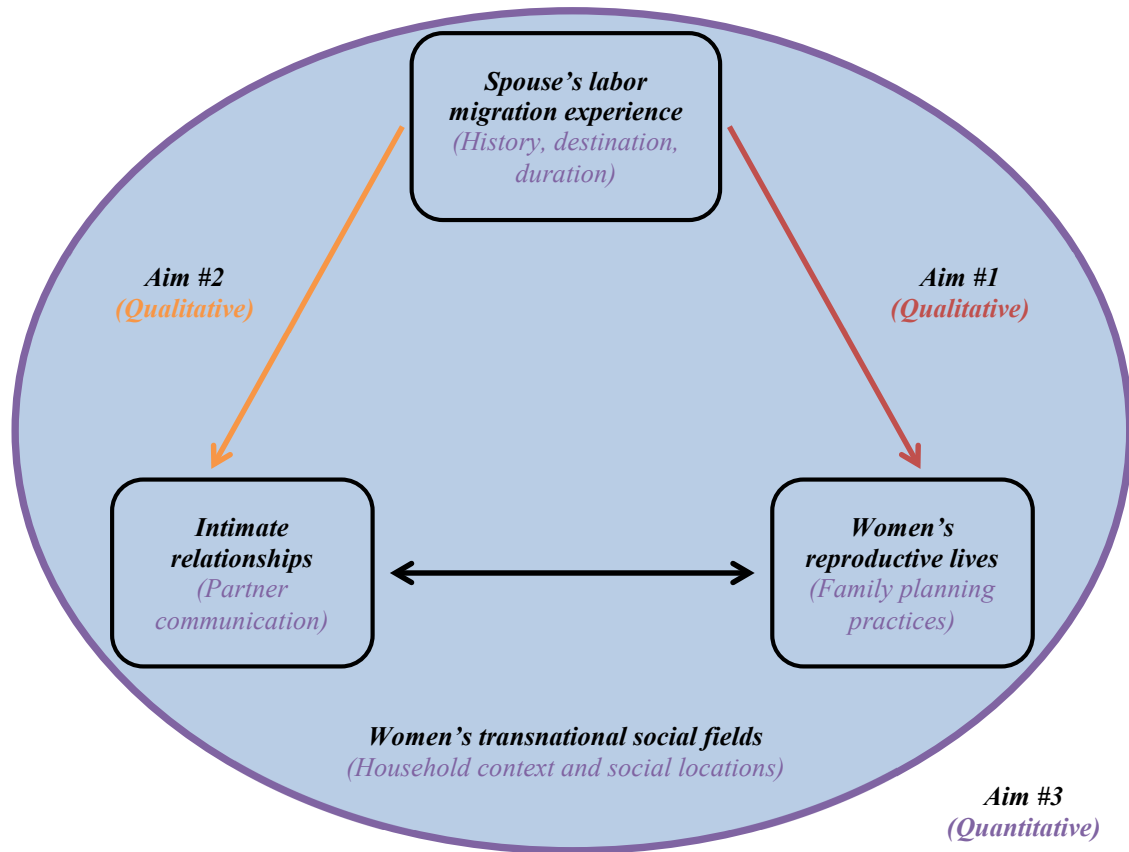 Spouse’s labor
migration experience
(History, destination,
duration)
Aim #2
(Qualitative)
Aim #1
(Qualitative)
Intimate
relationships
(Partner
communication)
Women’s
reproductive lives
(Family planning
practices)
Women’s transnational social fields
(Household context and social locations)
Aim #3
(Quantitative)